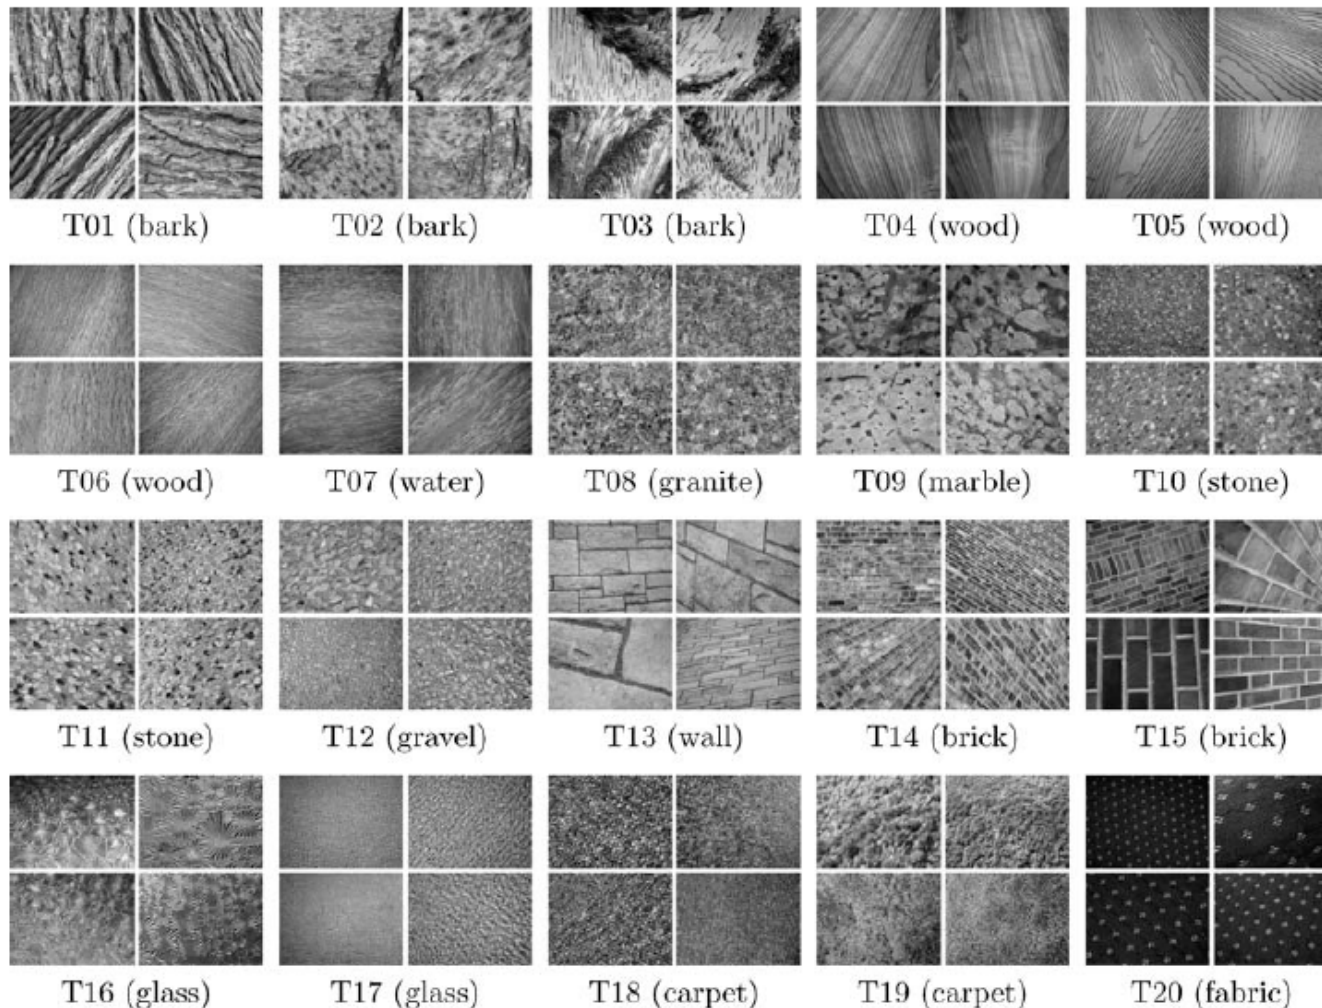 T01 (bark) T02 (bark) T03 (bark) T04 (wood) T05 (wood)
T06 (wood) T07 (water) T08 (granite) T09 (marble) T10 (stone)
T11 (stone) T12 (gravel) T13 (wall) T14 (brick) T15 (brick)
T16 (glass) T17 (glass) T18 (carpet) T19 (carpet) T20 (fabric)